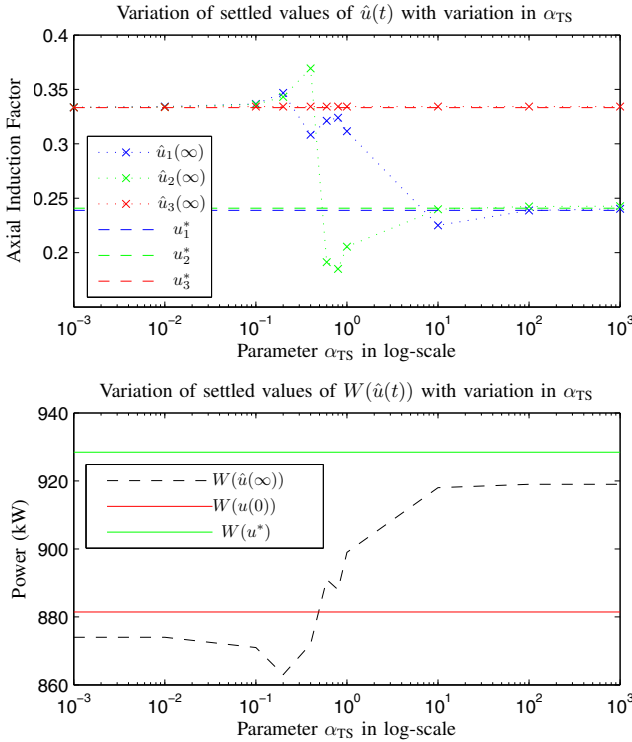 Variation of settled values of û(t) with variation in α_TS
0.4
0.35
0.3
0.25
0.2
Axial Induction Factor
û₁(∞)
û₂(∞)
û₃(∞)
u₁*
u₂*
u₃*
10⁻³ 10⁻² 10⁻¹ 10⁰ 10¹ 10² 10³
Parameter α_TS in log-scale
Variation of settled values of W(û(t)) with variation in α_TS
940
920
900
880
860
Power (kW)
W(û(∞))
W(u(0))
W(u*)
10⁻³ 10⁻² 10⁻¹ 10⁰ 10¹ 10² 10³
Parameter α_TS in log-scale